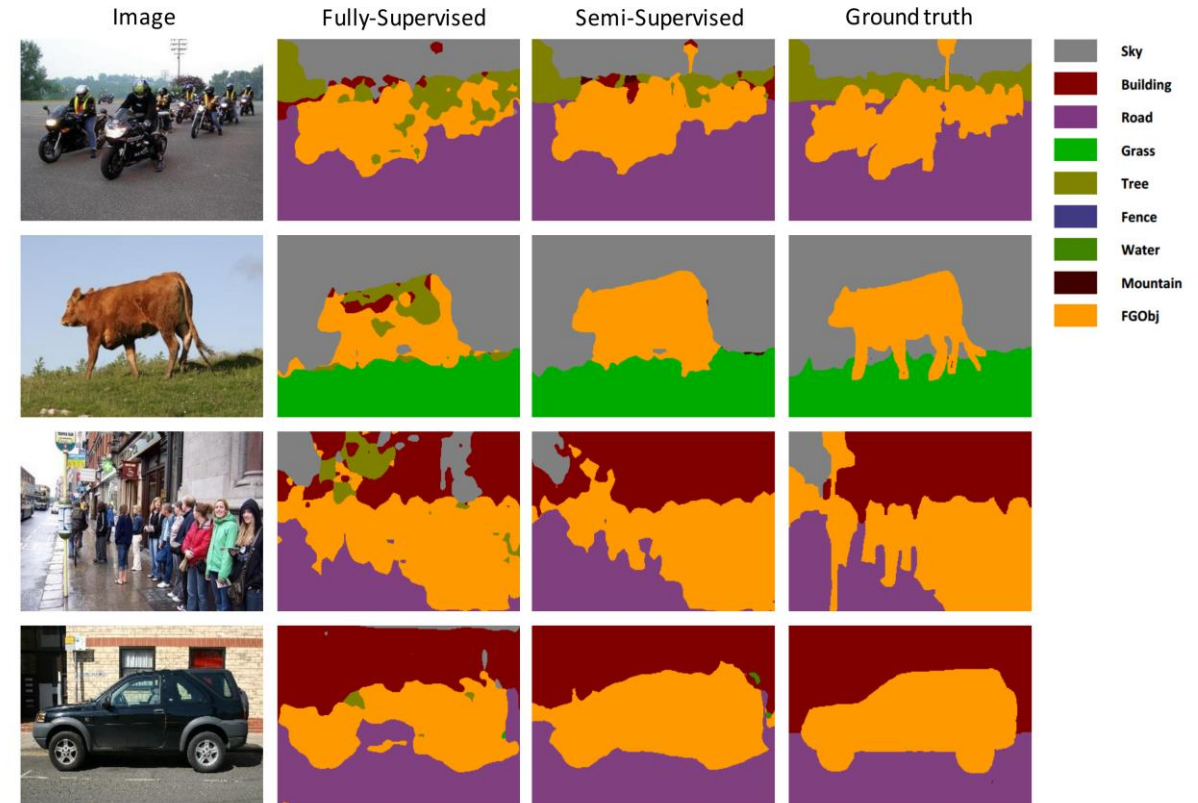 Image
Fully-Supervised
Semi-Supervised
Ground truth
Sky
Building
Road
Grass
Tree
Fence
Water
Mountain
FGObj